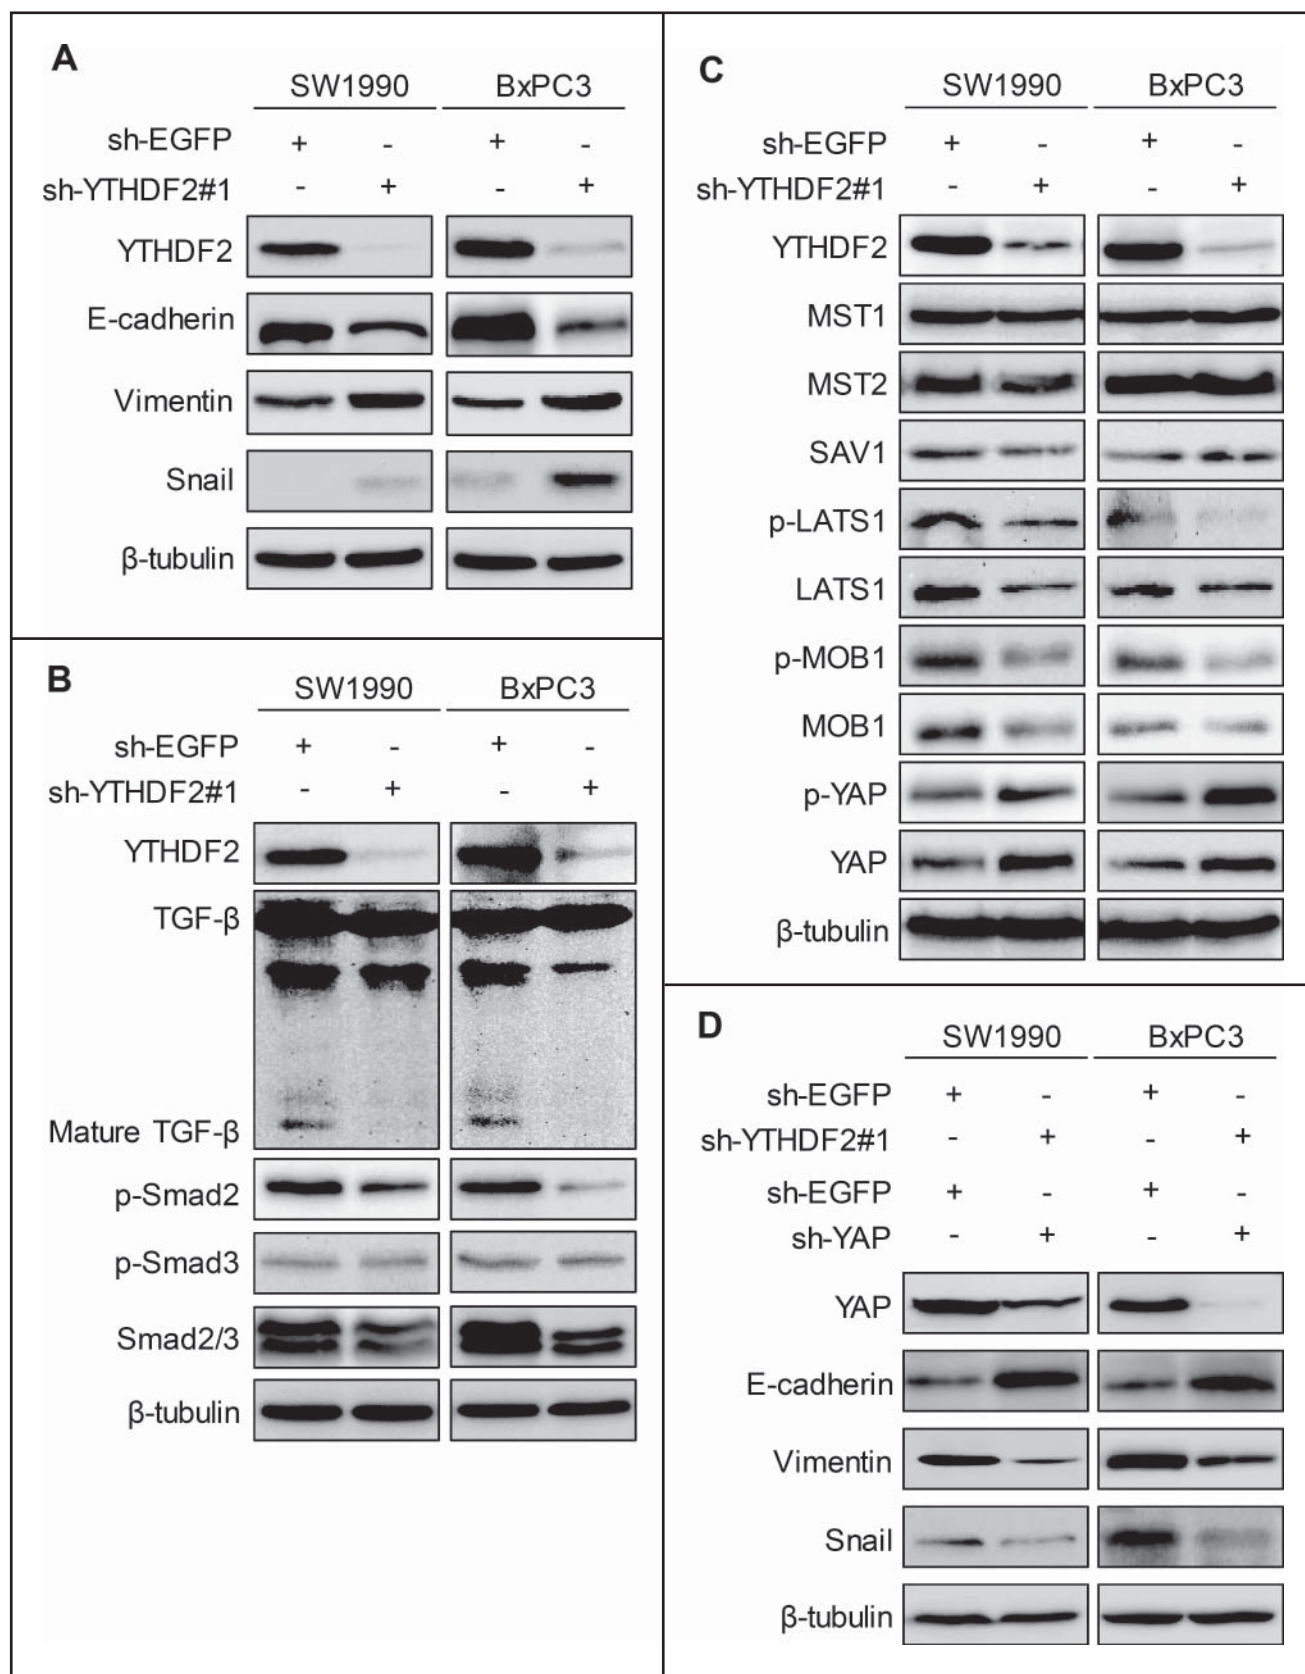 A
SW1990 BxPC3
sh-EGFP + - + -
sh-YTHDF2#1 - + - +
YTHDF2
E-cadherin
Vimentin
Snail
β-tubulin
B
SW1990 BxPC3
sh-EGFP + - + -
sh-YTHDF2#1 - + - +
YTHDF2
TGF-β
Mature TGF-β
p-Smad2
p-Smad3
Smad2/3
β-tubulin
C
SW1990 BxPC3
sh-EGFP + - + -
sh-YTHDF2#1 - + - +
YTHDF2
MST1
MST2
SAV1
p-LATS1
LATS1
p-MOB1
MOB1
p-YAP
YAP
β-tubulin
D
SW1990 BxPC3
sh-EGFP + - + -
sh-YTHDF2#1 - + - +
sh-EGFP + - + -
sh-YAP - + - +
YAP
E-cadherin
Vimentin
Snail
β-tubulin